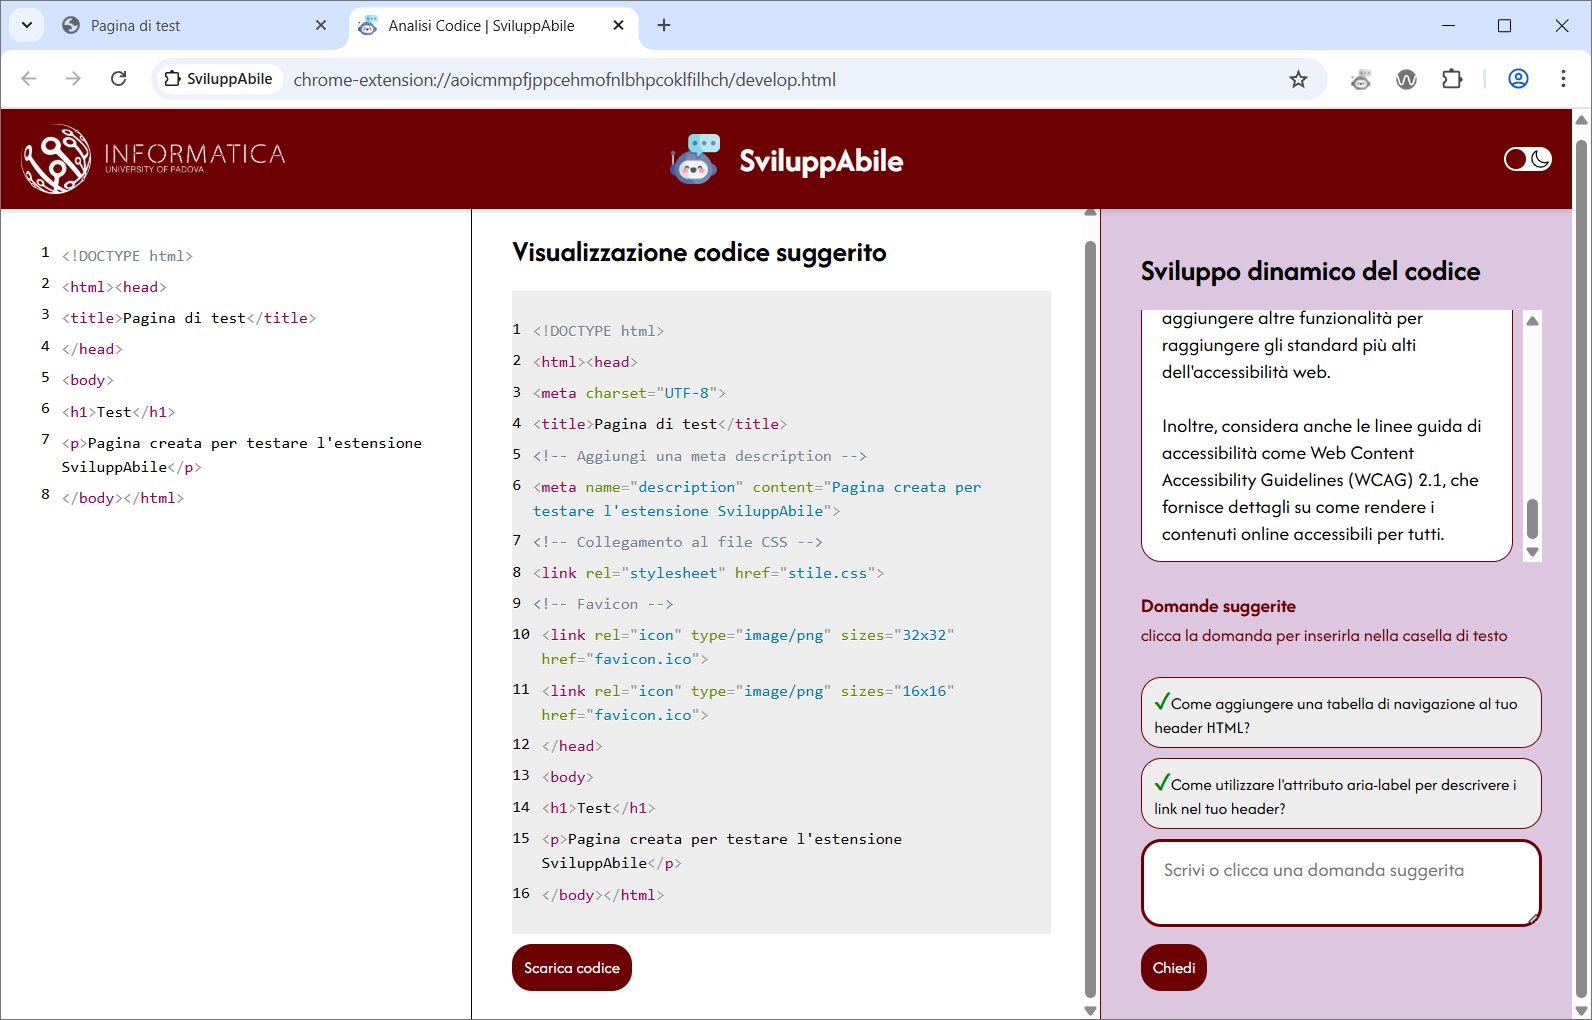 Pagina di test
Analisi Codice | SviluppAbile
SviluppAbile
chrome-extension://aoicmmpfjppcehmofnlbhpcoklfilhch/develop.html
INFORMATICA
UNIVERSITY OF PADOVA
SviluppAbile
1 <!DOCTYPE html>
2 <html><head>
3 <title>Pagina di test</title>
4 </head>
5 <body>
6 <h1>Test</h1>
7 <p>Pagina creata per testare l'estensione
SviluppAbile</p>
8 </body></html>
Visualizzazione codice suggerito
1 <!DOCTYPE html>
2 <html><head>
3 <meta charset="UTF-8">
4 <title>Pagina di test</title>
5 <!-- Aggiungi una meta description -->
6 <meta name="description" content="Pagina creata per
testare l'estensione SviluppAbile">
7 <!-- Collegamento al file CSS -->
8 <link rel="stylesheet" href="stile.css">
9 <!-- Favicon -->
10 <link rel="icon" type="image/png" sizes="32x32"
href="favicon.ico">
11 <link rel="icon" type="image/png" sizes="16x16"
href="favicon.ico">
12 </head>
13 <body>
14 <h1>Test</h1>
15 <p>Pagina creata per testare l'estensione
SviluppAbile</p>
16 </body></html>
Scarica codice
Sviluppo dinamico del codice
aggiungere altre funzionalità per
raggiungere gli standard più alti
dell'accessibilità web.
Inoltre, considera anche le linee guida di
accessibilità come Web Content
Accessibility Guidelines (WCAG) 2.1, che
fornisce dettagli su come rendere i
contenuti online accessibili per tutti.
Domande suggerite
clicca la domanda per inserirla nella casella di testo
✓Come aggiungere una tabella di navigazione al tuo
header HTML?
✓Come utilizzare l'attributo aria-label per descrivere i
link nel tuo header?
Scrivi o clicca una domanda suggerita
Chiedi